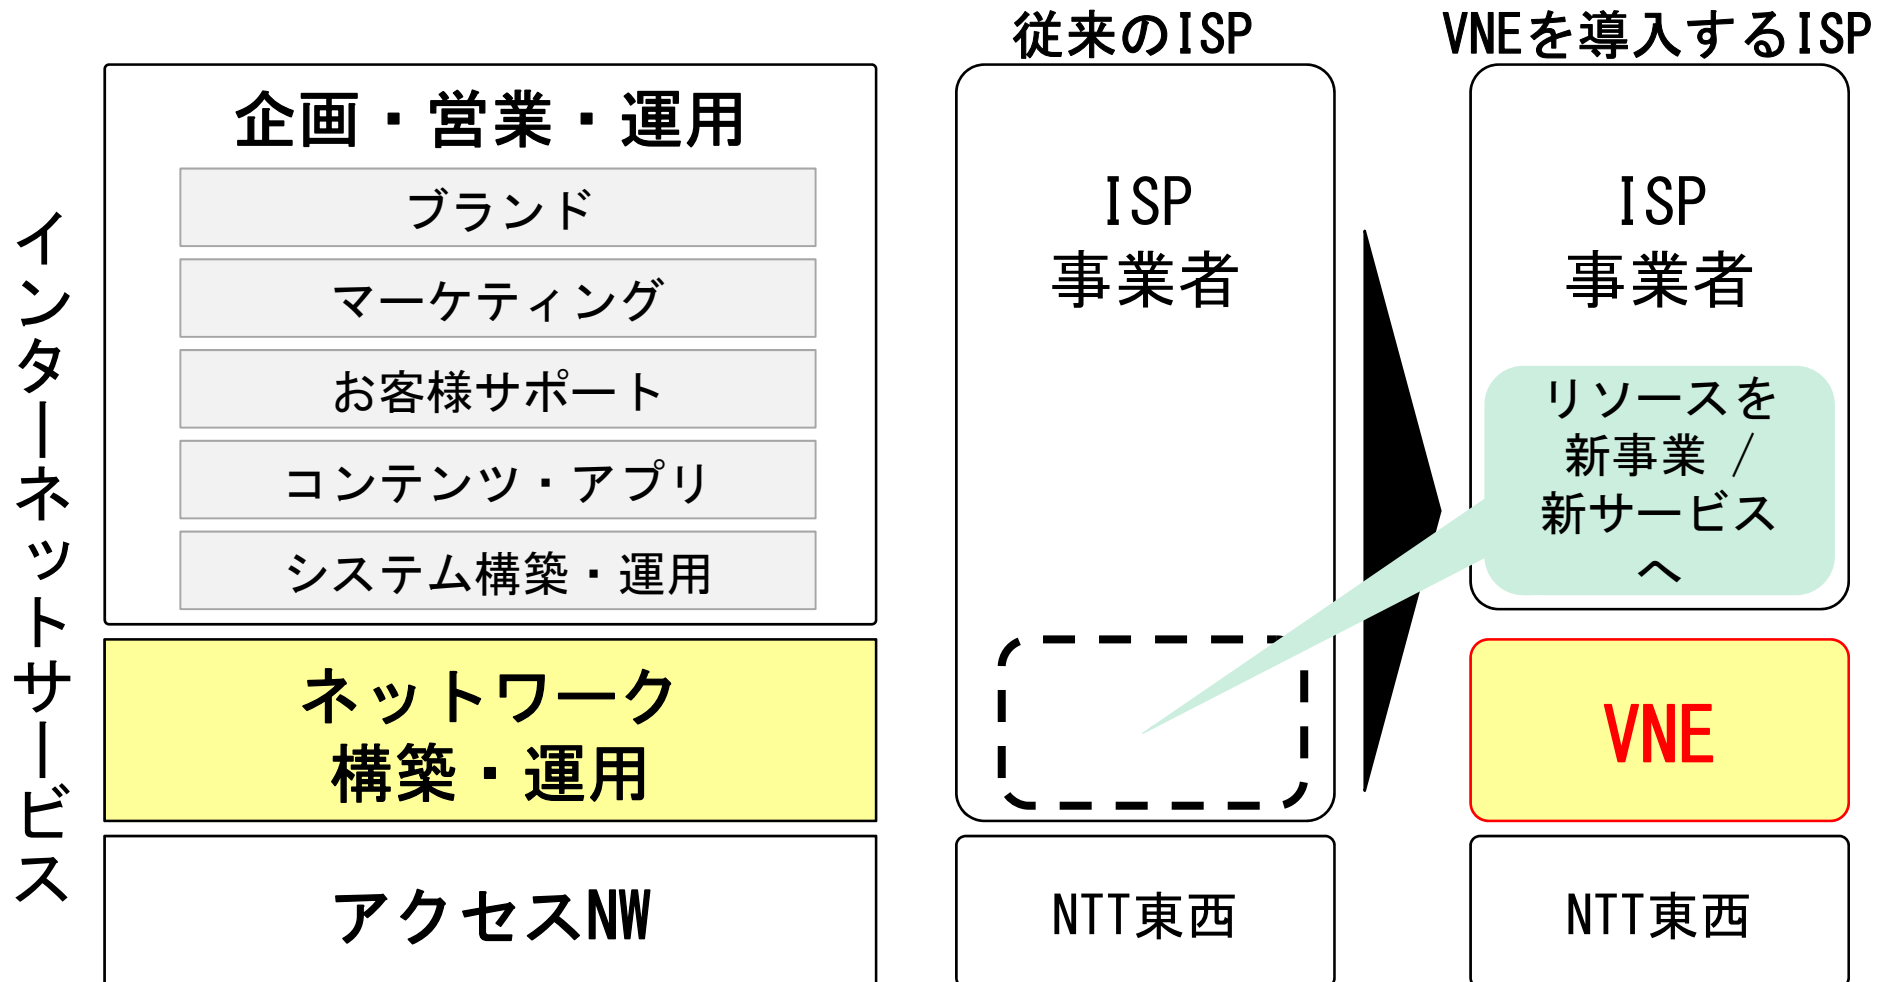 従来のISP
VNEを導入するISP
インターネットサービス
企画・営業・運用
ブランド
マーケティング
お客様サポート
コンテンツ・アプリ
システム構築・運用
ネットワーク
構築・運用
アクセスNW
ISP
事業者
NTT東西
ISP
事業者
リソースを
新事業 /
新サービス
へ
VNE
NTT東西